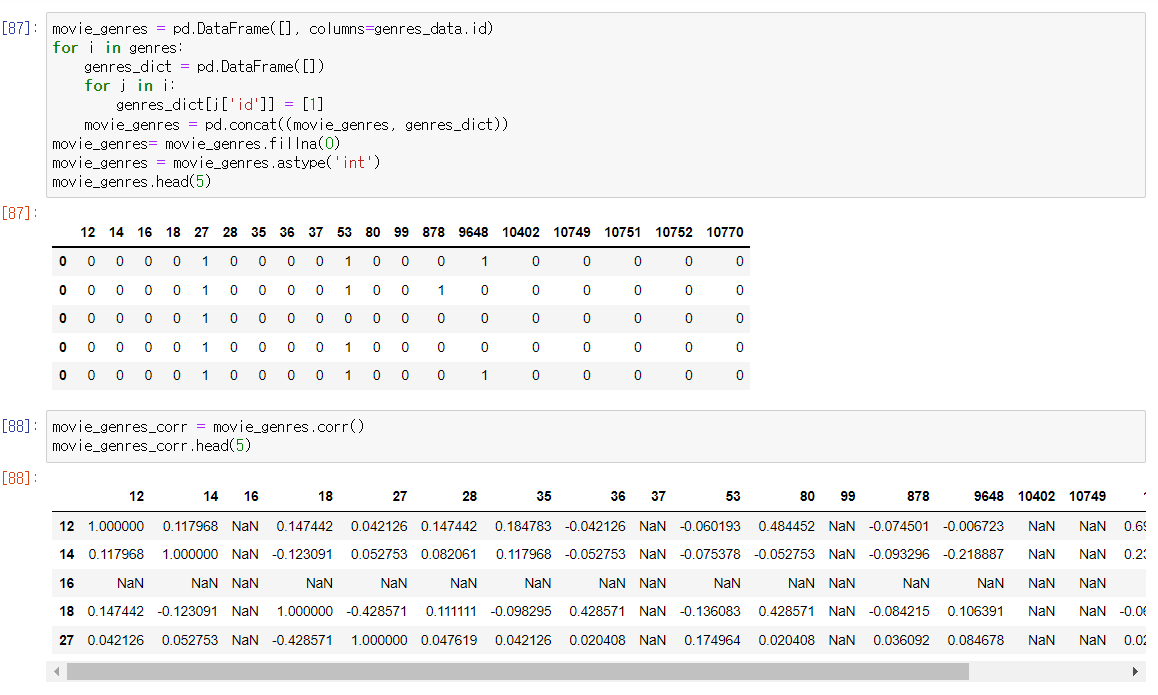 [87]: movie_genres = pd.DataFrame([], columns=genres_data.id)
for i in genres:
    genres_dict = pd.DataFrame([])
    for j in i:
        genres_dict[j['id']] = [1]
    movie_genres = pd.concat((movie_genres, genres_dict))
movie_genres= movie_genres.fillna(0)
movie_genres = movie_genres.astype('int')
movie_genres.head(5)
[87]:
12 14 16 18 27 28 35 36 37 53 80 99 878 9648 10402 10749 10751 10752 10770
0 0 0 0 0 1 0 0 0 0 1 0 0 0 1 0 0 0 0 0
0 0 0 0 0 1 0 0 0 0 1 0 0 1 0 0 0 0 0 0
0 0 0 0 0 1 0 0 0 0 0 0 0 0 0 0 0 0 0 0
0 0 0 0 0 1 0 0 0 0 1 0 0 0 0 0 0 0 0 0
0 0 0 0 0 1 0 0 0 0 1 0 0 0 1 0 0 0 0 0
[88]: movie_genres_corr = movie_genres.corr()
movie_genres_corr.head(5)
[88]:
12 14 16 18 27 28 35 36 37 53 80 99 878 9648 10402 10749
12 1.000000 0.117968 NaN 0.147442 0.042126 0.147442 0.184783 -0.042126 NaN -0.060193 0.484452 NaN -0.074501 -0.006723 NaN NaN
14 0.117968 1.000000 NaN -0.123091 0.052753 0.082061 0.117968 -0.052753 NaN -0.075378 -0.052753 NaN -0.093296 -0.218887 NaN NaN
16 NaN NaN NaN NaN NaN NaN NaN NaN NaN NaN NaN NaN NaN NaN NaN NaN
18 0.147442 -0.123091 NaN 1.000000 -0.428571 0.111111 -0.098295 0.428571 NaN -0.136083 0.428571 NaN -0.084215 0.106391 NaN NaN
27 0.042126 0.052753 NaN -0.428571 1.000000 0.047619 0.042126 0.020408 NaN 0.174964 0.020408 NaN 0.036092 0.084678 NaN NaN